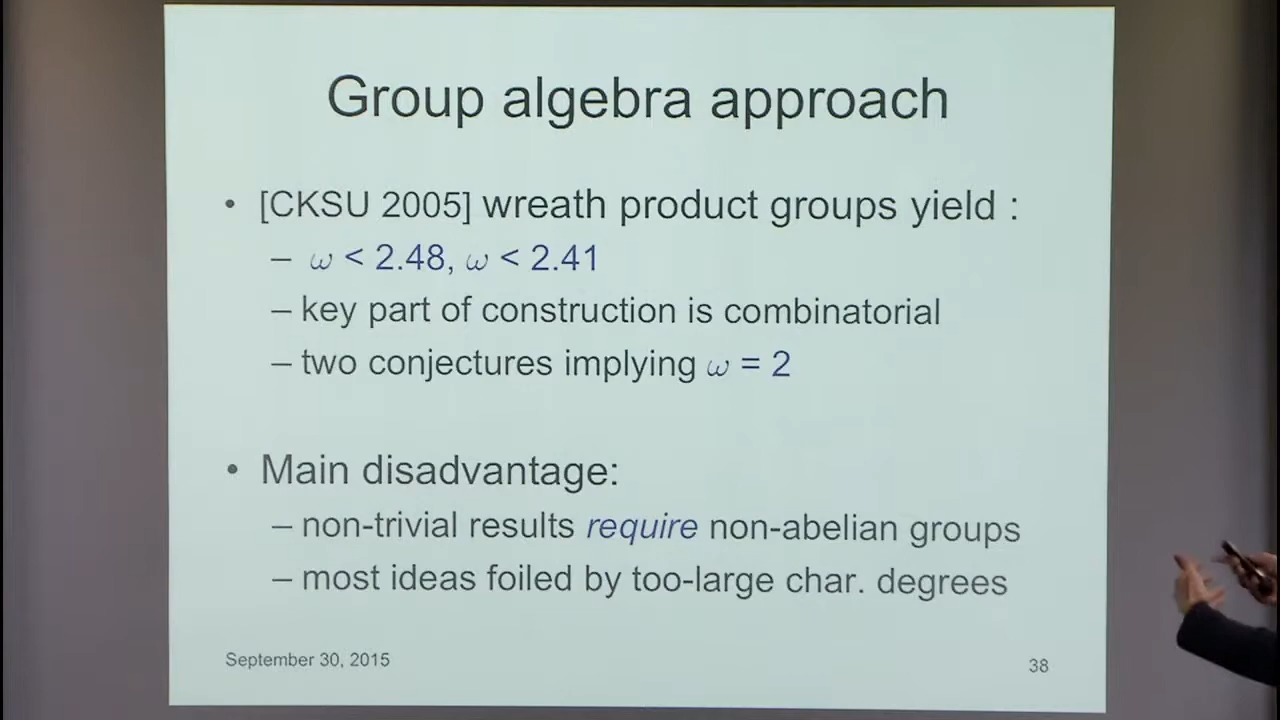 Group algebra approach
• [CKSU 2005] wreath product groups yield :
– ω < 2.48, ω < 2.41
– key part of construction is combinatorial
– two conjectures implying ω = 2
• Main disadvantage:
– non-trivial results require non-abelian groups
– most ideas foiled by too-large char. degrees
September 30, 2015
38